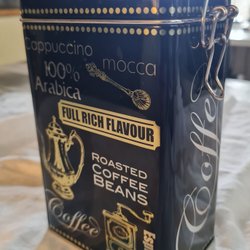 Cappuccino
mocca
100%
Arabica
FULL RICH FLAVOUR
ROASTED
COFFEE
BEANS
Coffee
Coffee